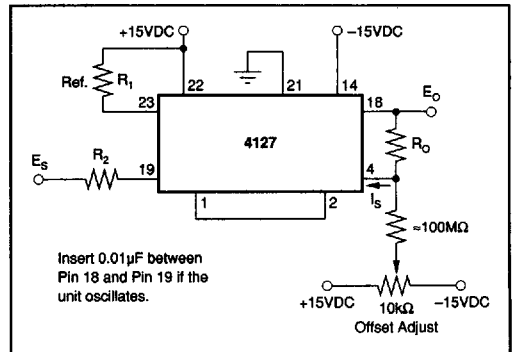 +15VDC
−15VDC
Ref.
R1
22
21
14
23
18
EO
4127
RO
ES
R2
19
4
IS
1
2
≈100MΩ
Insert 0.01µF between
Pin 18 and Pin 19 if the
unit oscillates.
+15VDC
−15VDC
10kΩ
Offset Adjust